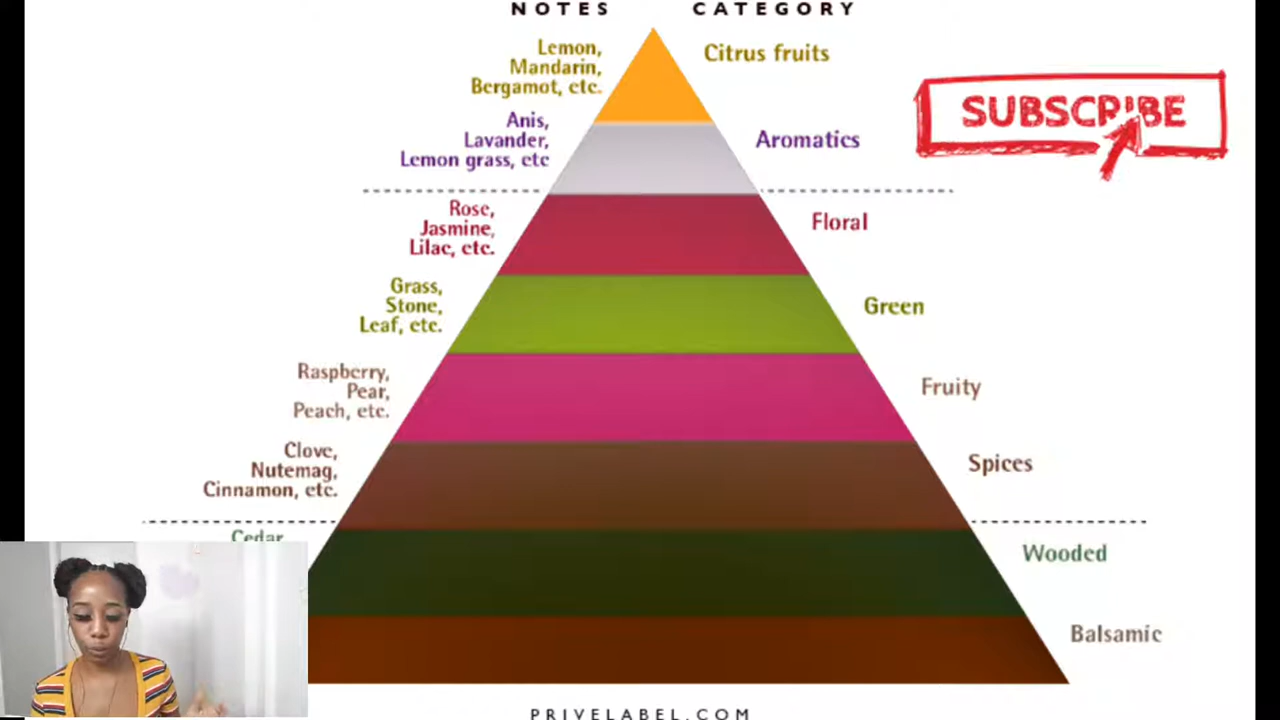 NOTES
CATEGORY
Lemon,
Mandarin,
Bergamot, etc.
Citrus fruits
SUBSCRIBE
Anis,
Lavander,
Lemon grass, etc
Aromatics
Rose,
Jasmine,
Lilac, etc.
Floral
Grass,
Stone,
Leaf, etc.
Green
Raspberry,
Pear,
Peach, etc.
Fruity
Clove,
Nutemag,
Cinnamon, etc.
Spices
Cedar
Wooded
Balsamic
PRIVELABEL.COM